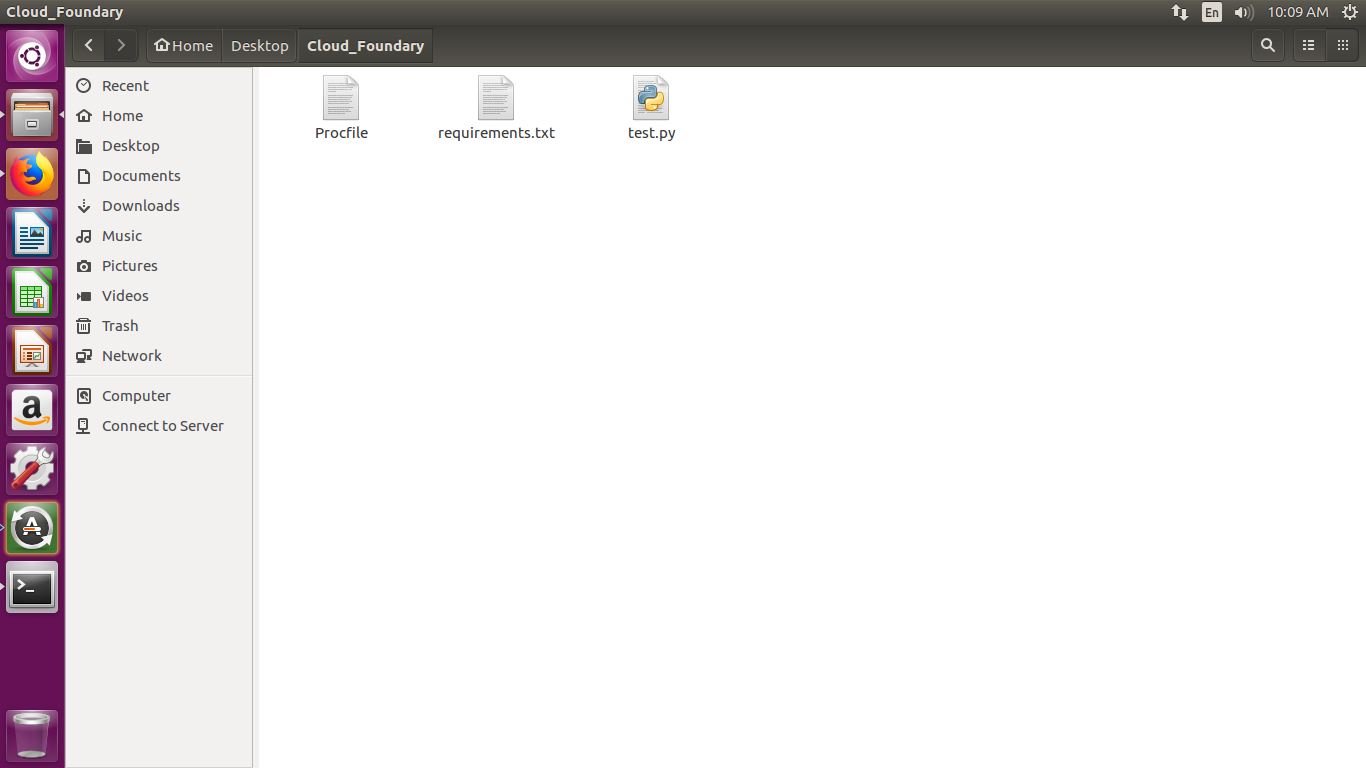 Cloud_Foundary
En
10:09 AM
Home
Desktop
Cloud_Foundary
Recent
Home
Desktop
Documents
Downloads
Music
Pictures
Videos
Trash
Network
Computer
Connect to Server
Procfile
requirements.txt
test.py